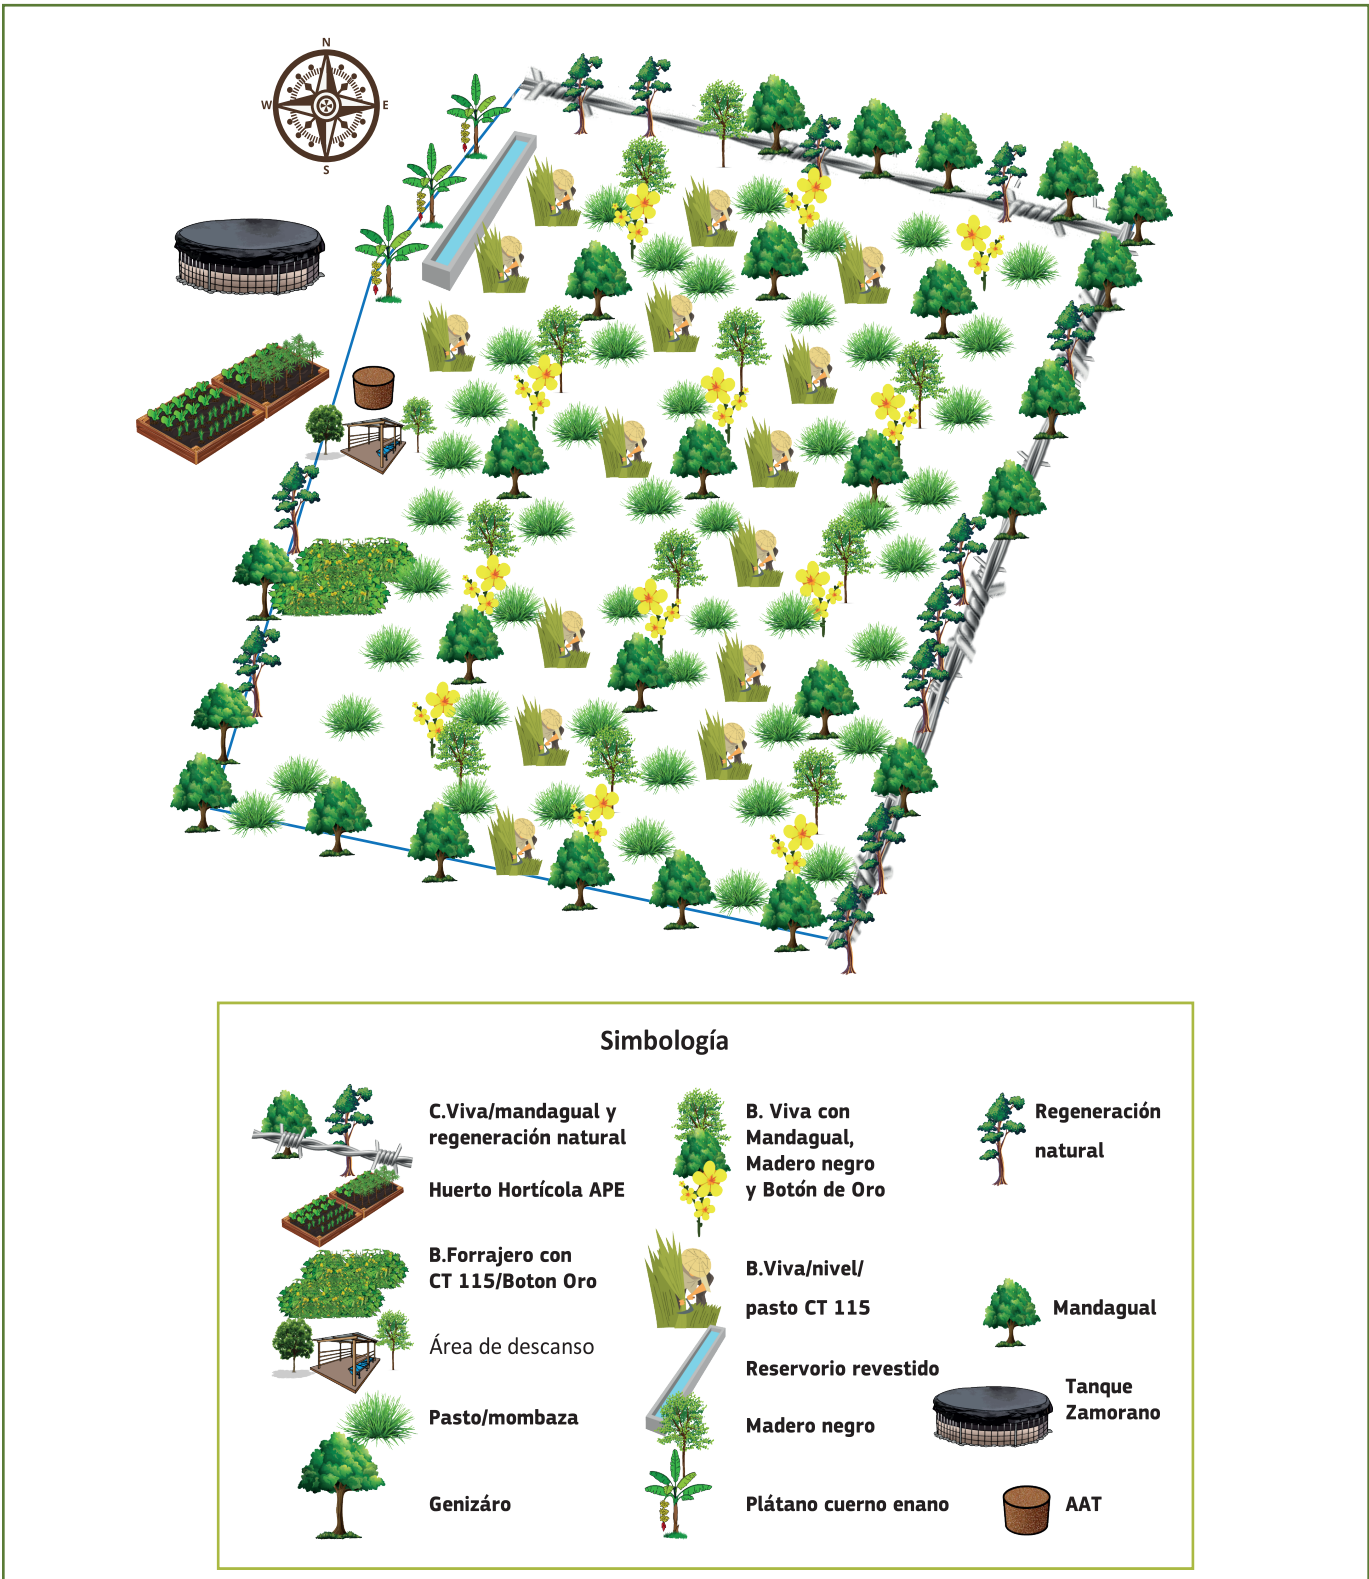 N
W
E
S
Simbología
C.Viva/mandagual y
regeneración natural
Huerto Hortícola APE
B.Forrajero con
CT 115/Boton Oro
Área de descanso
Pasto/mombaza
Genizáro
B. Viva con
Mandagual,
Madero negro
y Botón de Oro
B.Viva/nivel/
pasto CT 115
Reservorio revestido
Madero negro
Plátano cuerno enano
Regeneración
natural
Mandagual
Tanque
Zamorano
AAT